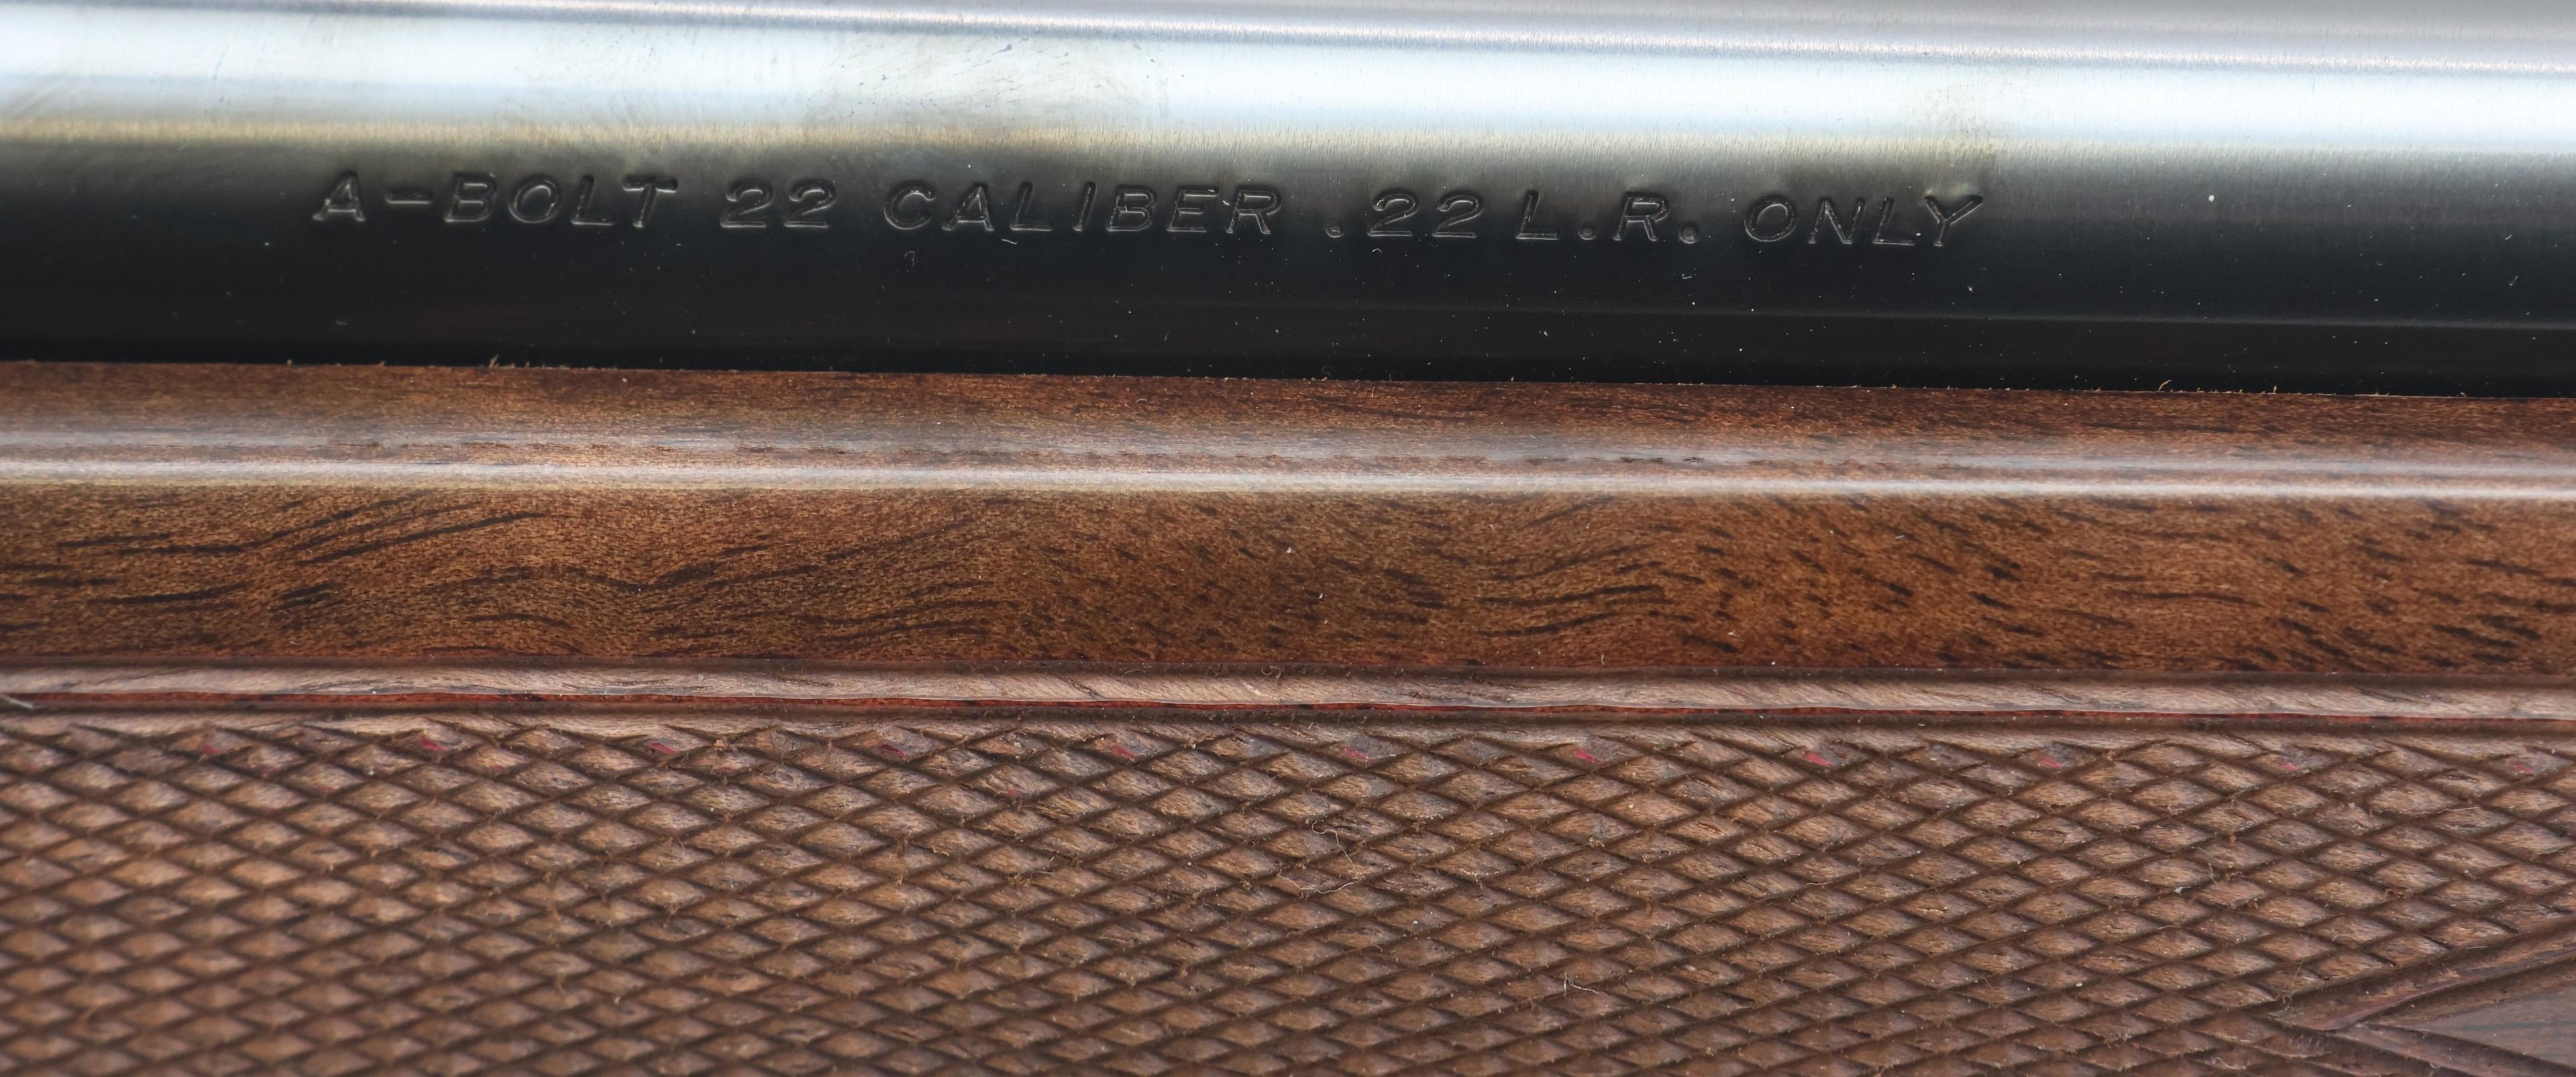 A-BOLT 22 CALIBER .22 L.R. ONLY